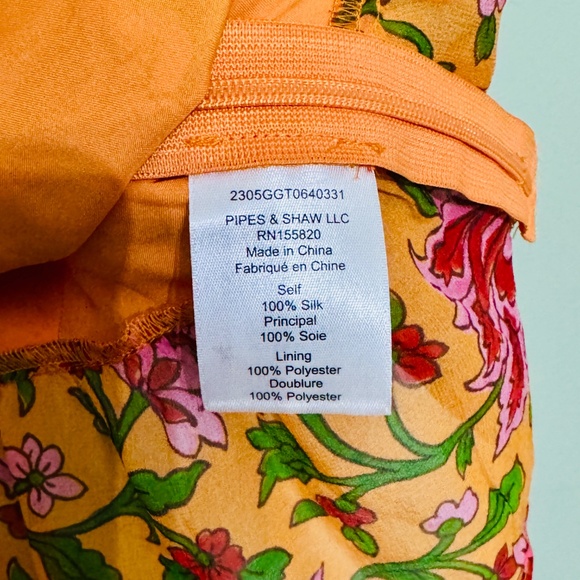 2305GGT0640331
PIPES & SHAW LLC
RN155820
Made in China
Fabriqué en Chine
Self
100% Silk
Principal
100% Soie
Lining
100% Polyester
Doublure
100% Polyester